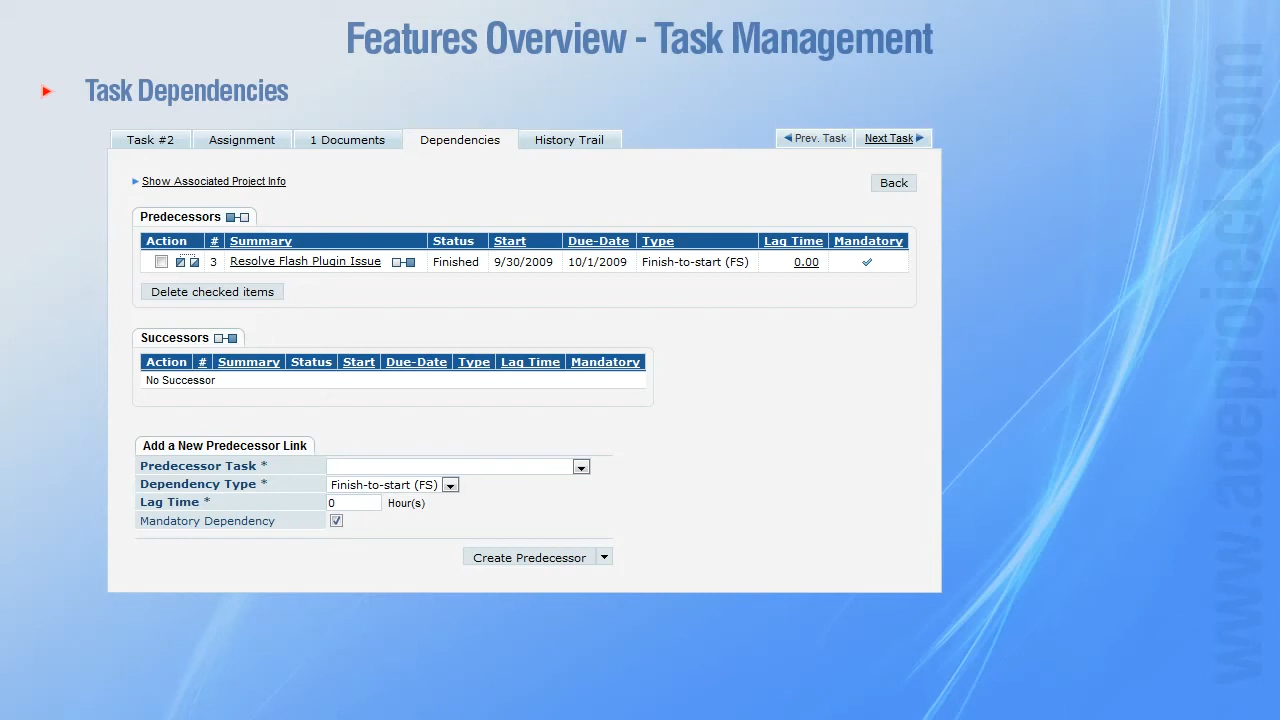 Features Overview - Task Management
Task Dependencies
Task #2 Assignment 1 Documents Dependencies History Trail Prev. Task Next Task
Show Associated Project Info Back
Predecessors
Action # Summary Status Start Due-Date Type Lag Time Mandatory
3 Resolve Flash Plugin Issue Finished 9/30/2009 10/1/2009 Finish-to-start (FS) 0.00
Delete checked items
Successors
Action # Summary Status Start Due-Date Type Lag Time Mandatory
No Successor
Add a New Predecessor Link
Predecessor Task *
Dependency Type * Finish-to-start (FS)
Lag Time * 0 Hour(s)
Mandatory Dependency
Create Predecessor
www.aceproject.com